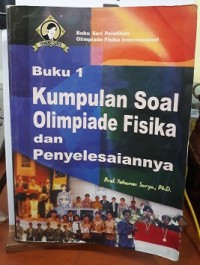 Buku Seri Pelatihan
Olimpiade Fisika Internasional
Buku 1
Kumpulan Soal
Olimpiade Fisika
dan
Penyelesaiannya
Prof. Yohanes Surya, Ph.D.